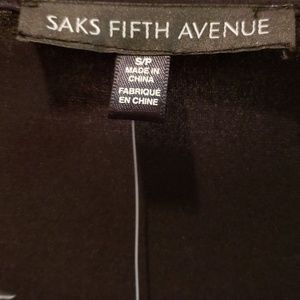 SAKS FIFTH AVENUE
S/P
MADE IN
CHINA
FABRIQUÉ
EN CHINE